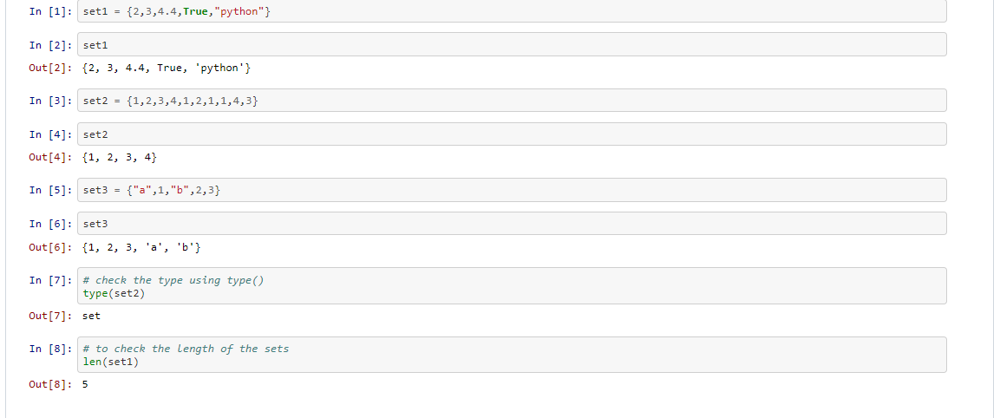 In [1]: set1 = {2,3,4.4,True,"python"}
In [2]: set1
Out[2]: {2, 3, 4.4, True, 'python'}
In [3]: set2 = {1,2,3,4,1,2,1,1,4,3}
In [4]: set2
Out[4]: {1, 2, 3, 4}
In [5]: set3 = {"a",1,"b",2,3}
In [6]: set3
Out[6]: {1, 2, 3, 'a', 'b'}
In [7]: # check the type using type()
type(set2)
Out[7]: set
In [8]: # to check the length of the sets
len(set1)
Out[8]: 5